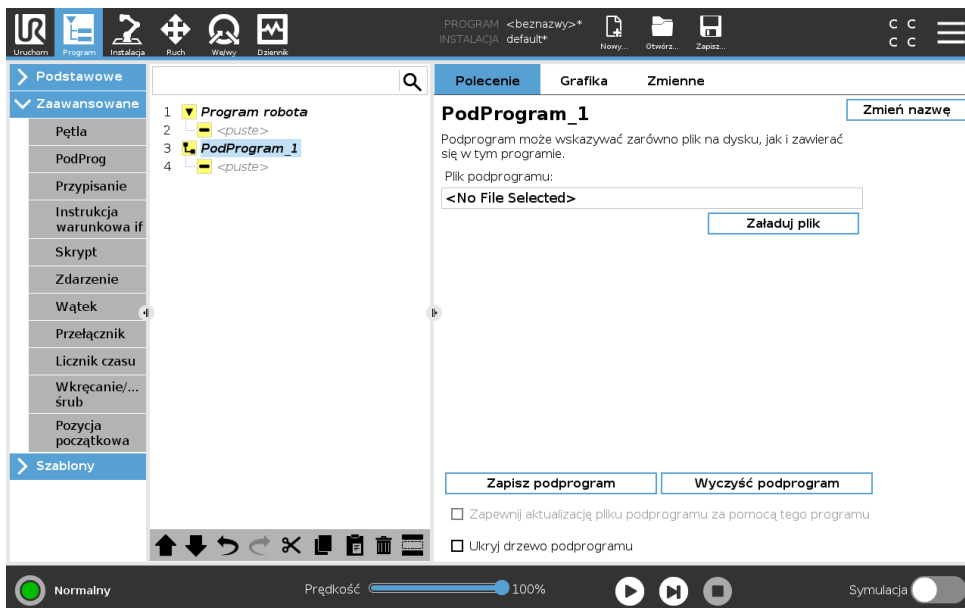 PROGRAM <beznazwy>*
INSTALACJA default*
Uruchom
Program
Instalacja
Ruch
We/wy
Dziennik
Nowy...
Otwórz...
Zapisz...
C C
C C
Podstawowe
Zaawansowane
Pętla
PodProg
Przypisanie
Instrukcja
warunkowa if
Skrypt
Zdarzenie
Wątek
Przełącznik
Licznik czasu
Wkręcanie/...
śrub
Pozycja
początkowa
Szablony
1 Program robota
2 <puste>
3 PodProgram_1
4 <puste>
Polecenie Grafika Zmienne
PodProgram_1
Zmień nazwę
Podprogram może wskazywać zarówno plik na dysku, jak i zawierać
się w tym programie.
Plik podprogramu:
<No File Selected>
Załaduj plik
Zapisz podprogram
Wyczyść podprogram
Zapewnij aktualizację pliku podprogramu za pomocą tego programu
Ukryj drzewo podprogramu
Normalny
Prędkość
100%
Symulacja